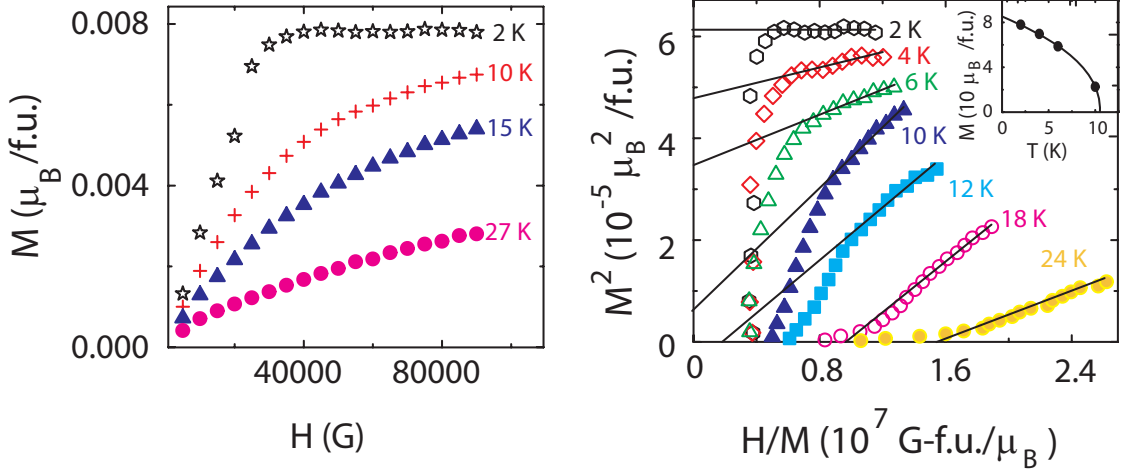 M (μB/f.u.)
0.008
0.004
0.000
40000
80000
H (G)
2 K
10 K
15 K
27 K
M² (10⁻⁵ μB² /f.u.)
6
4
2
0
0
0.8
1.6
2.4
H/M (10⁷ G-f.u./μB)
2 K
4 K
6 K
10 K
12 K
18 K
24 K
M (10 μB /f.u.)
8
4
0
0
5
10
T (K)